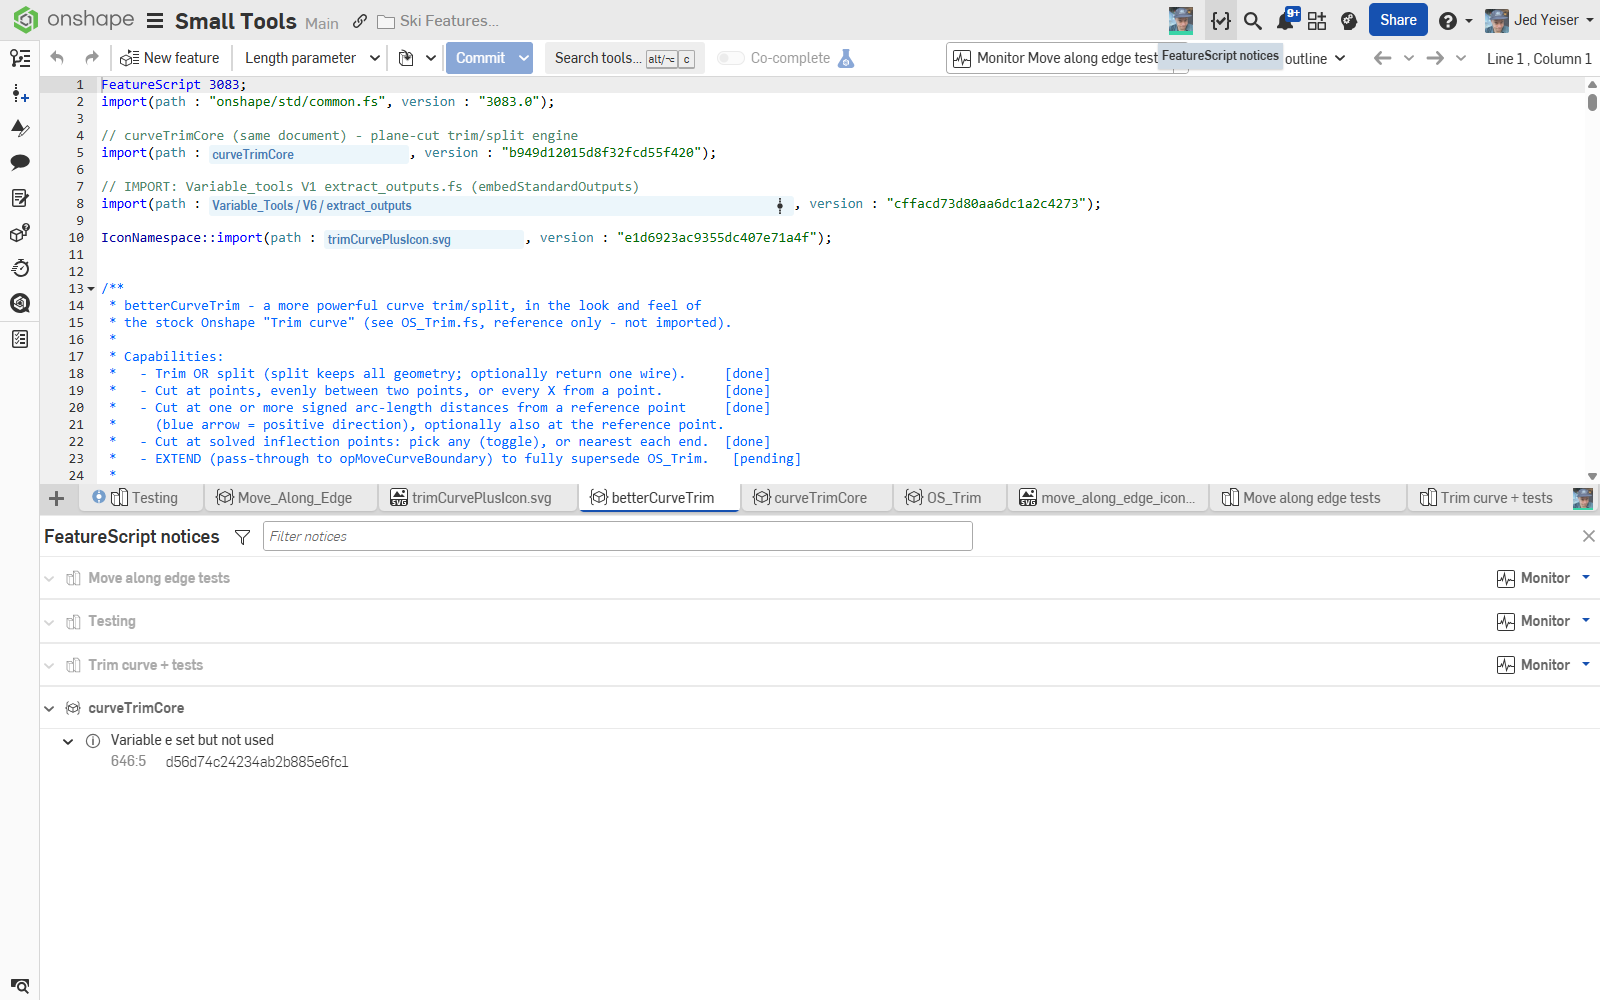 onshape Small Tools Main Ski Features... 9+ Share Jed Yeiser
New feature Length parameter Commit Search tools... alt/⌥ c Co-complete Monitor Move along edge test FeatureScript notices outline Line 1 , Column 1
1 FeatureScript 3083;
2 import(path : "onshape/std/common.fs", version : "3083.0");
3
4 // curveTrimCore (same document) - plane-cut trim/split engine
5 import(path : curveTrimCore , version : "b949d12015d8f32fcd55f420");
6
7 // IMPORT: Variable_tools V1 extract_outputs.fs (embedStandardOutputs)
8 import(path : Variable_Tools / V6 / extract_outputs , version : "cffacd73d80aa6dc1a2c4273");
9
10 IconNamespace::import(path : trimCurvePlusIcon.svg , version : "e1d6923ac9355dc407e71a4f");
11
12
13 /**
14 * betterCurveTrim - a more powerful curve trim/split, in the look and feel of
15 * the stock Onshape "Trim curve" (see OS_Trim.fs, reference only - not imported).
16 *
17 * Capabilities:
18 * - Trim OR split (split keeps all geometry; optionally return one wire). [done]
19 * - Cut at points, evenly between two points, or every X from a point. [done]
20 * - Cut at one or more signed arc-length distances from a reference point [done]
21 * (blue arrow = positive direction), optionally also at the reference point.
22 * - Cut at solved inflection points: pick any (toggle), or nearest each end. [done]
23 * - EXTEND (pass-through to opMoveCurveBoundary) to fully supersede OS_Trim. [pending]
24 *
Testing Move_Along_Edge trimCurvePlusIcon.svg betterCurveTrim curveTrimCore OS_Trim move_along_edge_icon... Move along edge tests Trim curve + tests
FeatureScript notices Filter notices
Move along edge tests Monitor
Testing Monitor
Trim curve + tests Monitor
curveTrimCore
Variable e set but not used
646:5 d56d74c24234ab2b885e6fc1